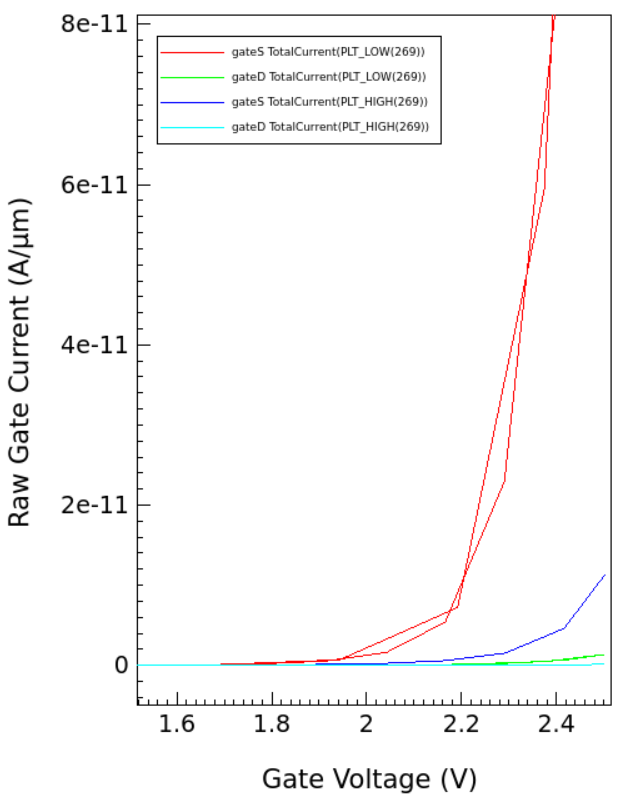 8e-11
6e-11
4e-11
2e-11
0
gateS TotalCurrent(PLT_LOW(269))
gateD TotalCurrent(PLT_LOW(269))
gateS TotalCurrent(PLT_HIGH(269))
gateD TotalCurrent(PLT_HIGH(269))
Raw Gate Current (A/μm)
1.6 1.8 2 2.2 2.4
Gate Voltage (V)